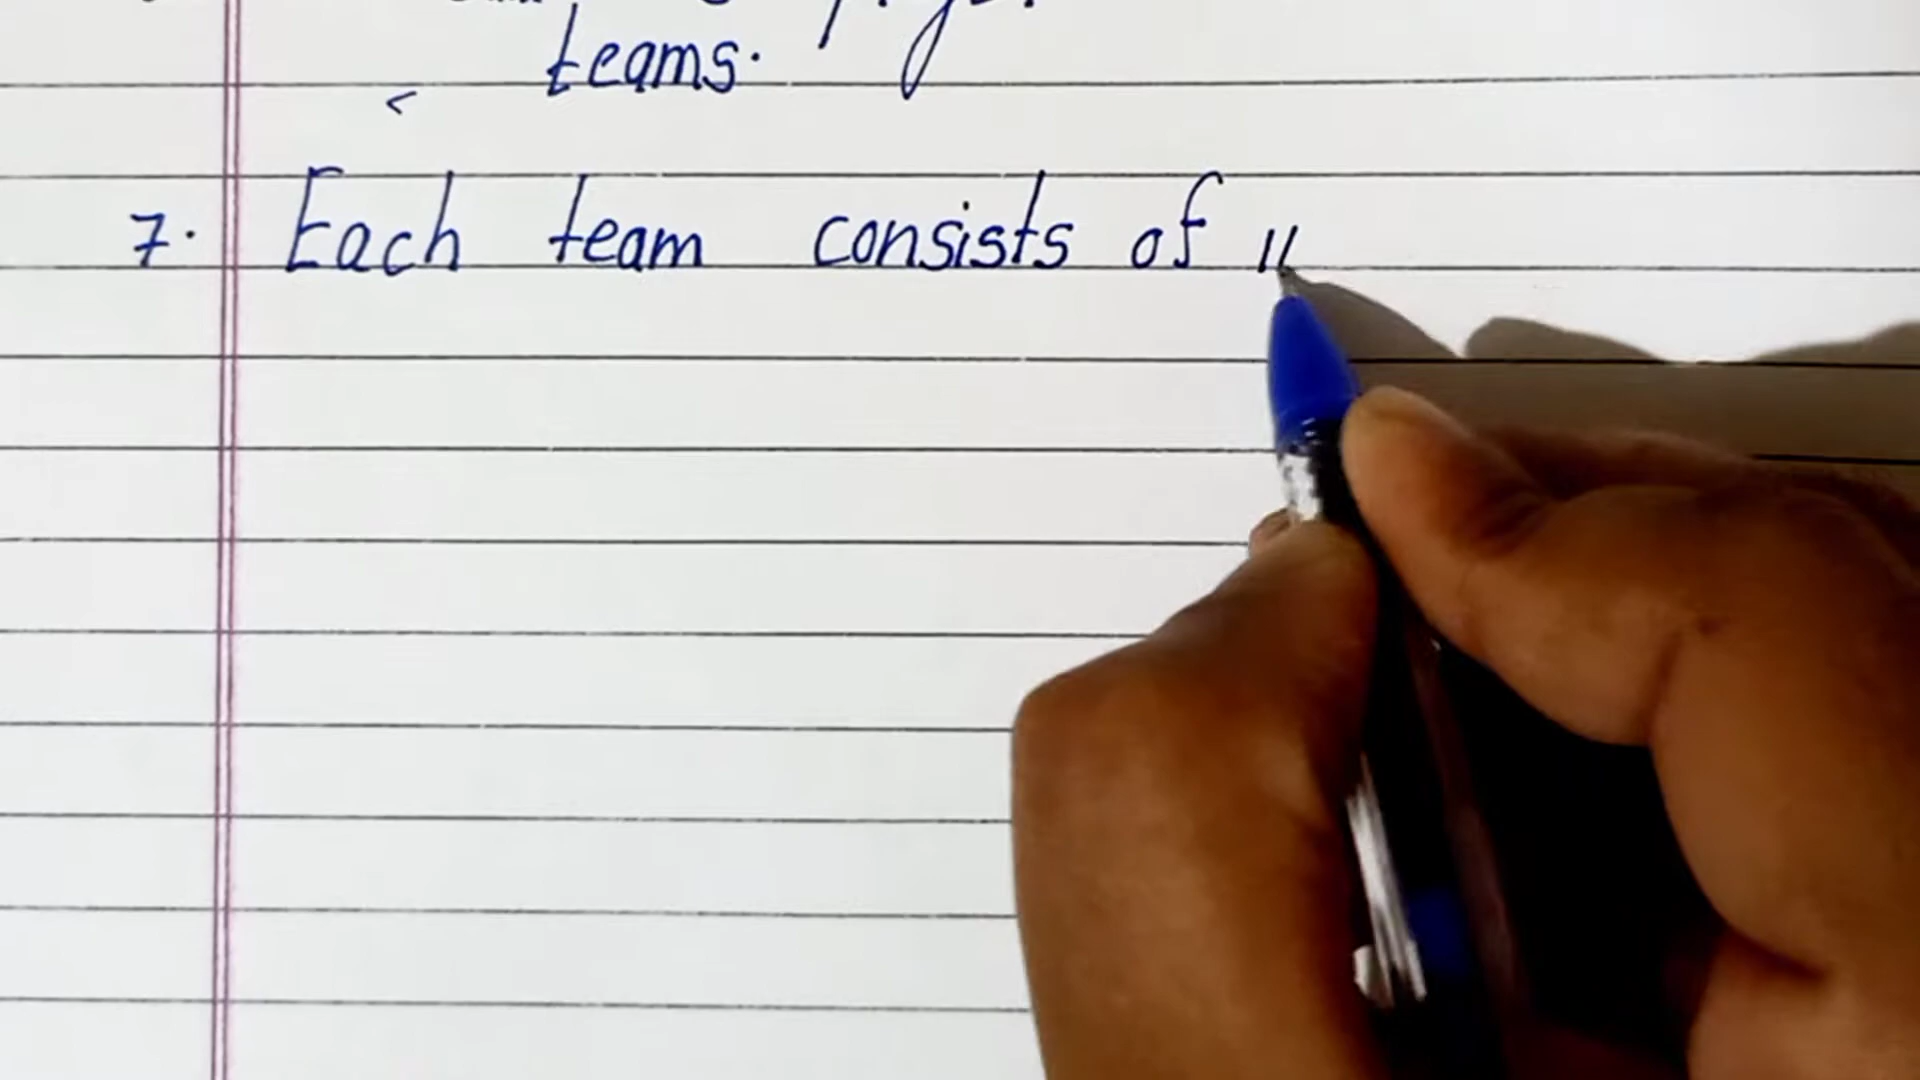 teams.
7. Each team consists of 11